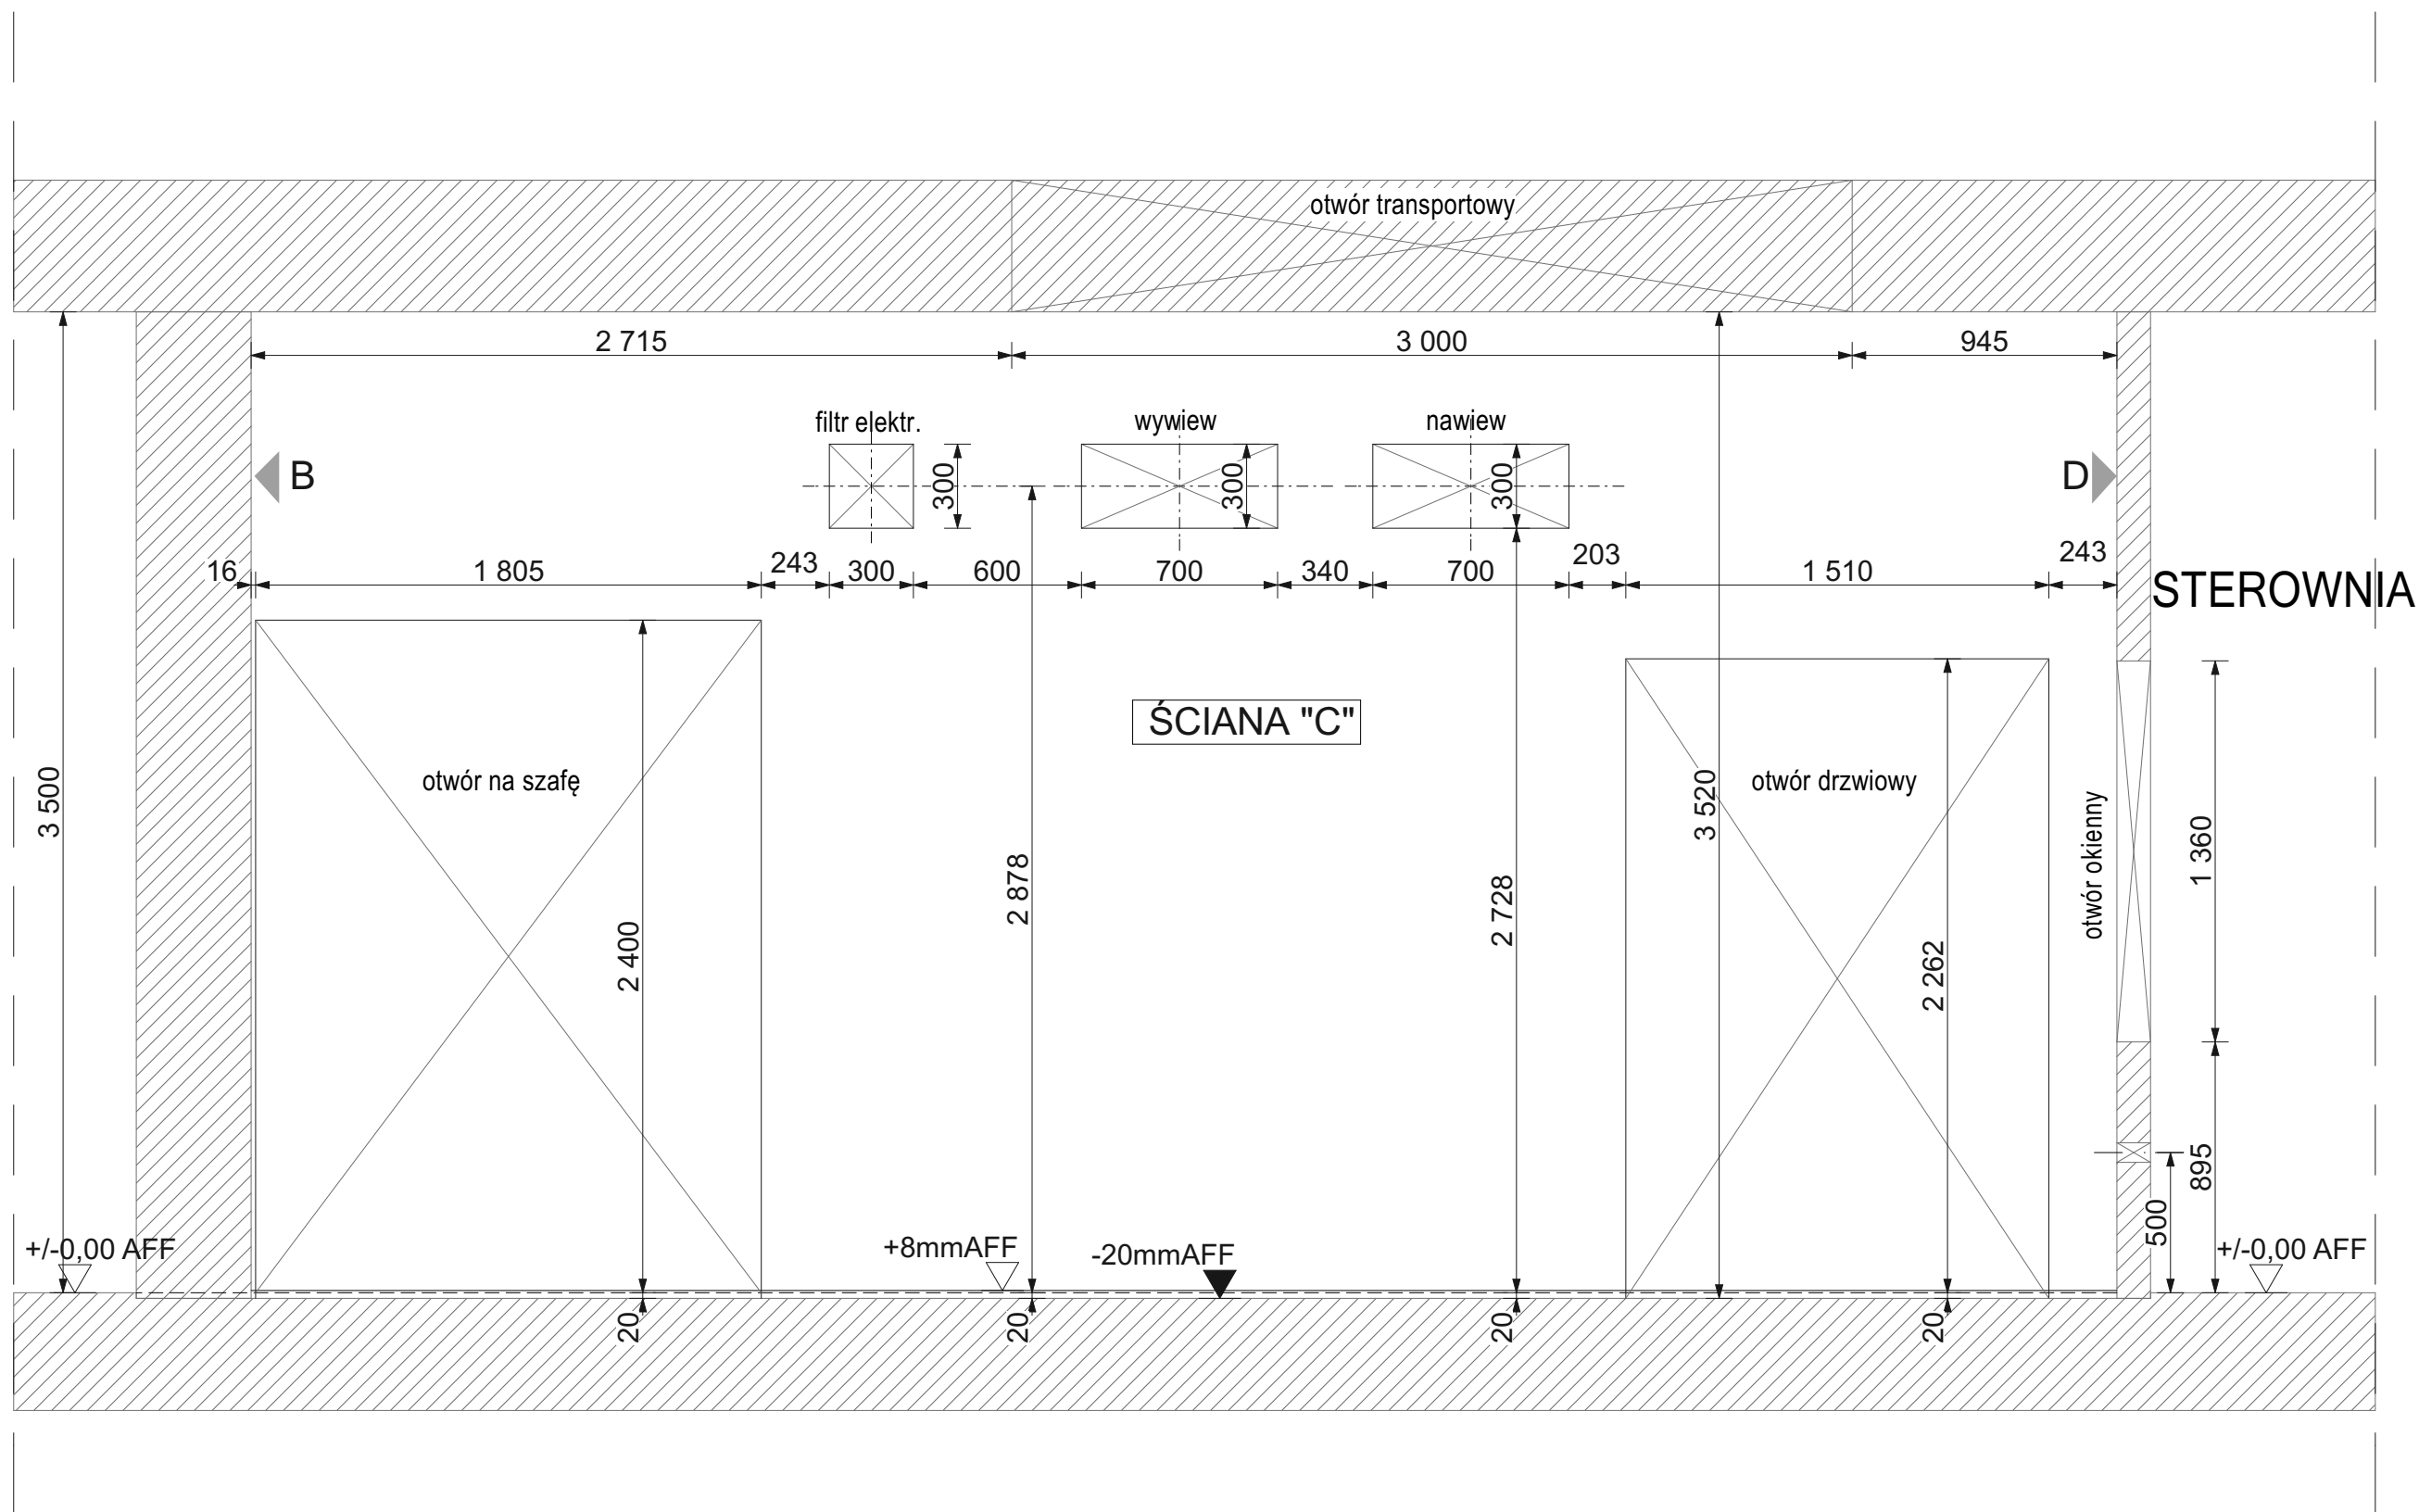 otwór transportowy
2 715
3 000
945
filtr elektr.
wywiew
nawiew
B
300
300
300
D
16
1 805
243
300
600
700
340
700
203
1 510
243
STEROWNIA
ŚCIANA "C"
otwór na szafę
otwór drzwiowy
3 500
3 520
otwór okienny
1 360
2 878
2 728
2 400
2 262
895
500
+/-0,00 AFF
+8mmAFF
-20mmAFF
+/-0,00 AFF
20
20
20
20